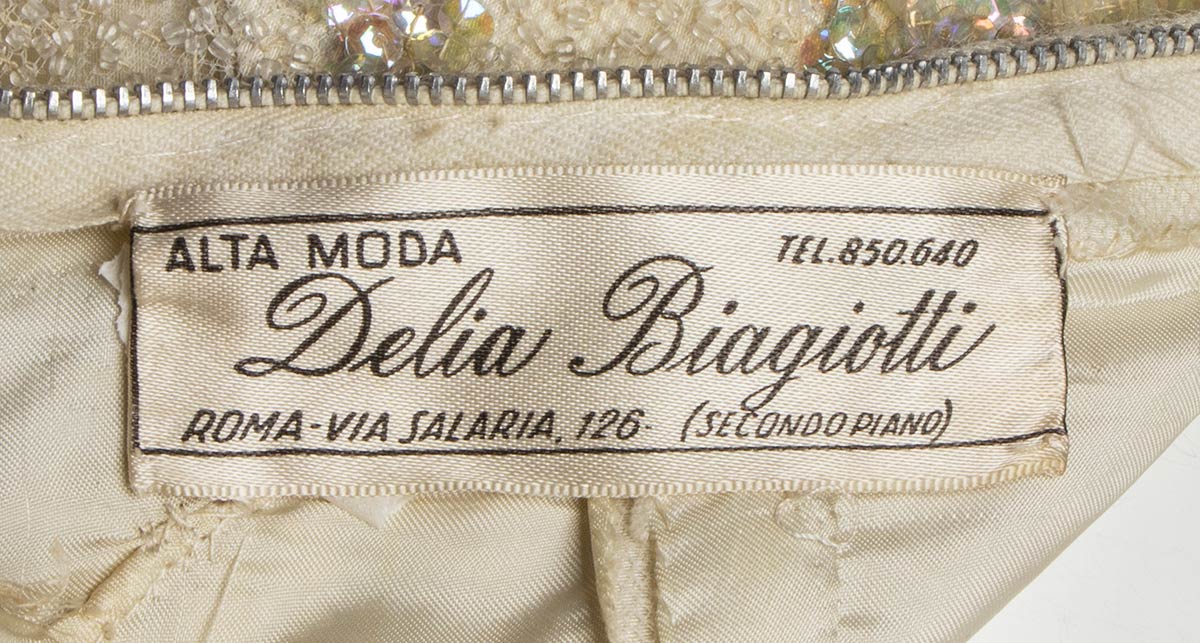 ALTA MODA TEL.850.640
Delia Biagiotti
ROMA-VIA SALARIA, 126- (SECONDO PIANO)